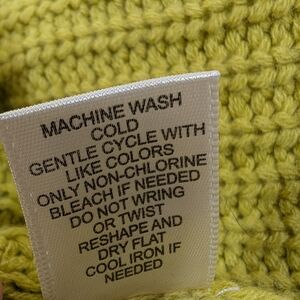 MACHINE WASH
COLD
GENTLE CYCLE WITH
LIKE COLORS
ONLY NON-CHLORINE
BLEACH IF NEEDED
DO NOT WRING
OR TWIST
RESHAPE AND
DRY FLAT
COOL IRON IF
NEEDED